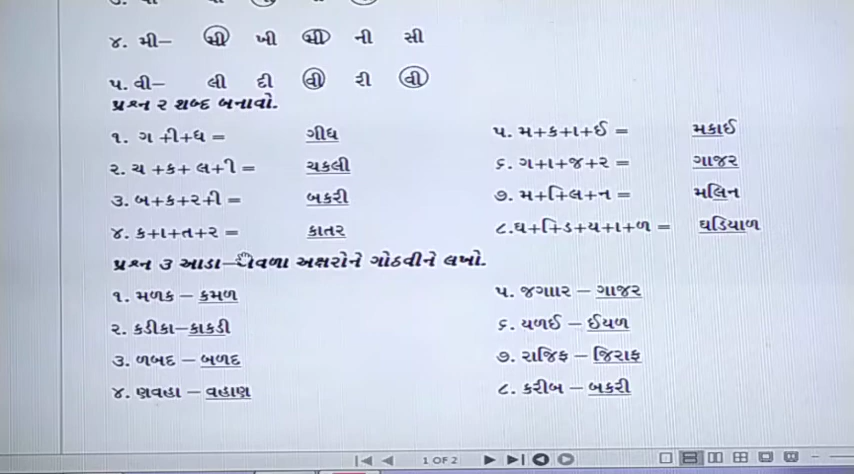 ૪. મી– મી ખી મી ની સી
૫. વી– લી દી વી રી વી
પ્રશ્ન ૨ શબ્દ બનાવો.
૧. ગ +ી+ધ = ગીધ
૨. ચ +ક+ લ+ી = ચકલી
૩. બ+ક+ર+ી = બકરી
૪. ક+ા+ત+ર = કાતર
૫. મ+ક+ા+ઈ = મકાઈ
૬. ગ+ા+જ+ર = ગાજર
૭. મ+િ+લ+ન = મલિન
૮.ઘ+િ+ડ+ય+ા+ળ = ઘડિયાળ
પ્રશ્ન ૩ આડા– અક્ષરોને ગોઠવીને લખો.
૧. મળક – કમળ
૨. કડીકા–કાકડી
૩. ળબદ – બળદ
૪. ણવહા – વહાણ
૫. જગાાર – ગાજર
૬. યળઈ – ઈયળ
૭. રાજિફ – જિરાફ
૮. કરીબ – બકરી
1 OF 2